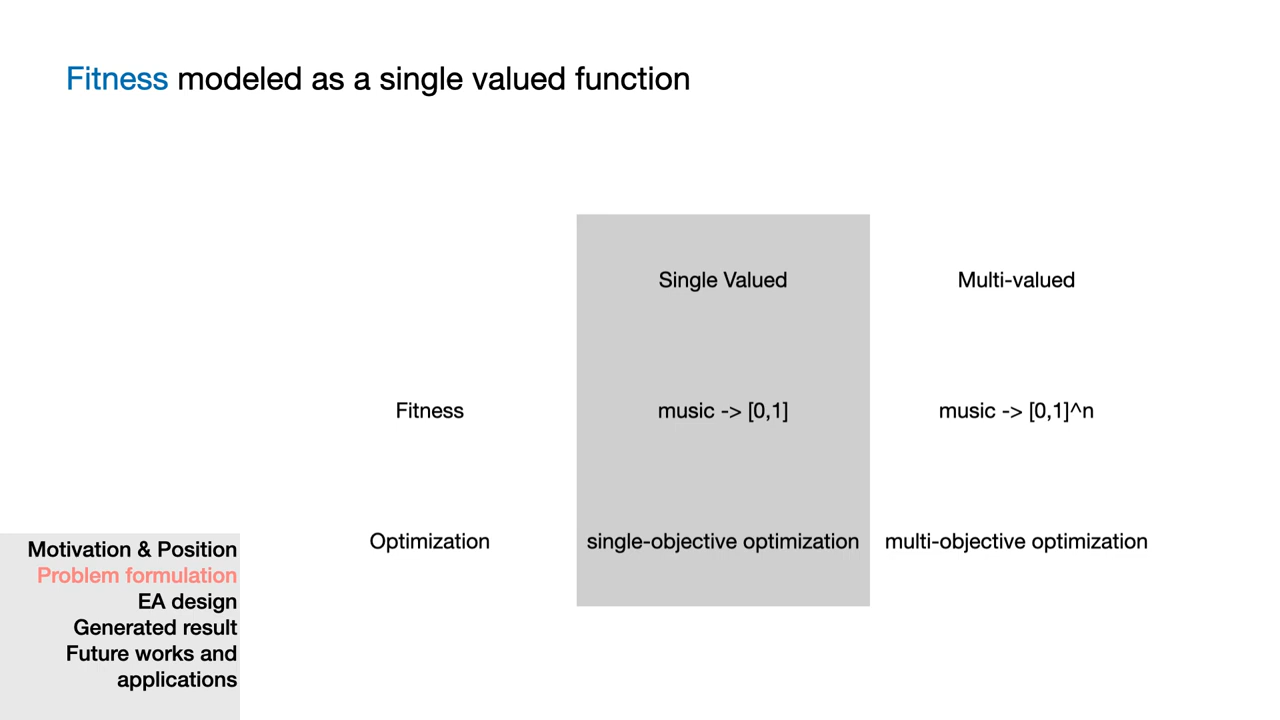 Fitness modeled as a single valued function
Single Valued
Multi-valued
Fitness
music -> [0,1]
music -> [0,1]^n
Optimization
single-objective optimization
multi-objective optimization
Motivation & Position
Problem formulation
EA design
Generated result
Future works and
applications